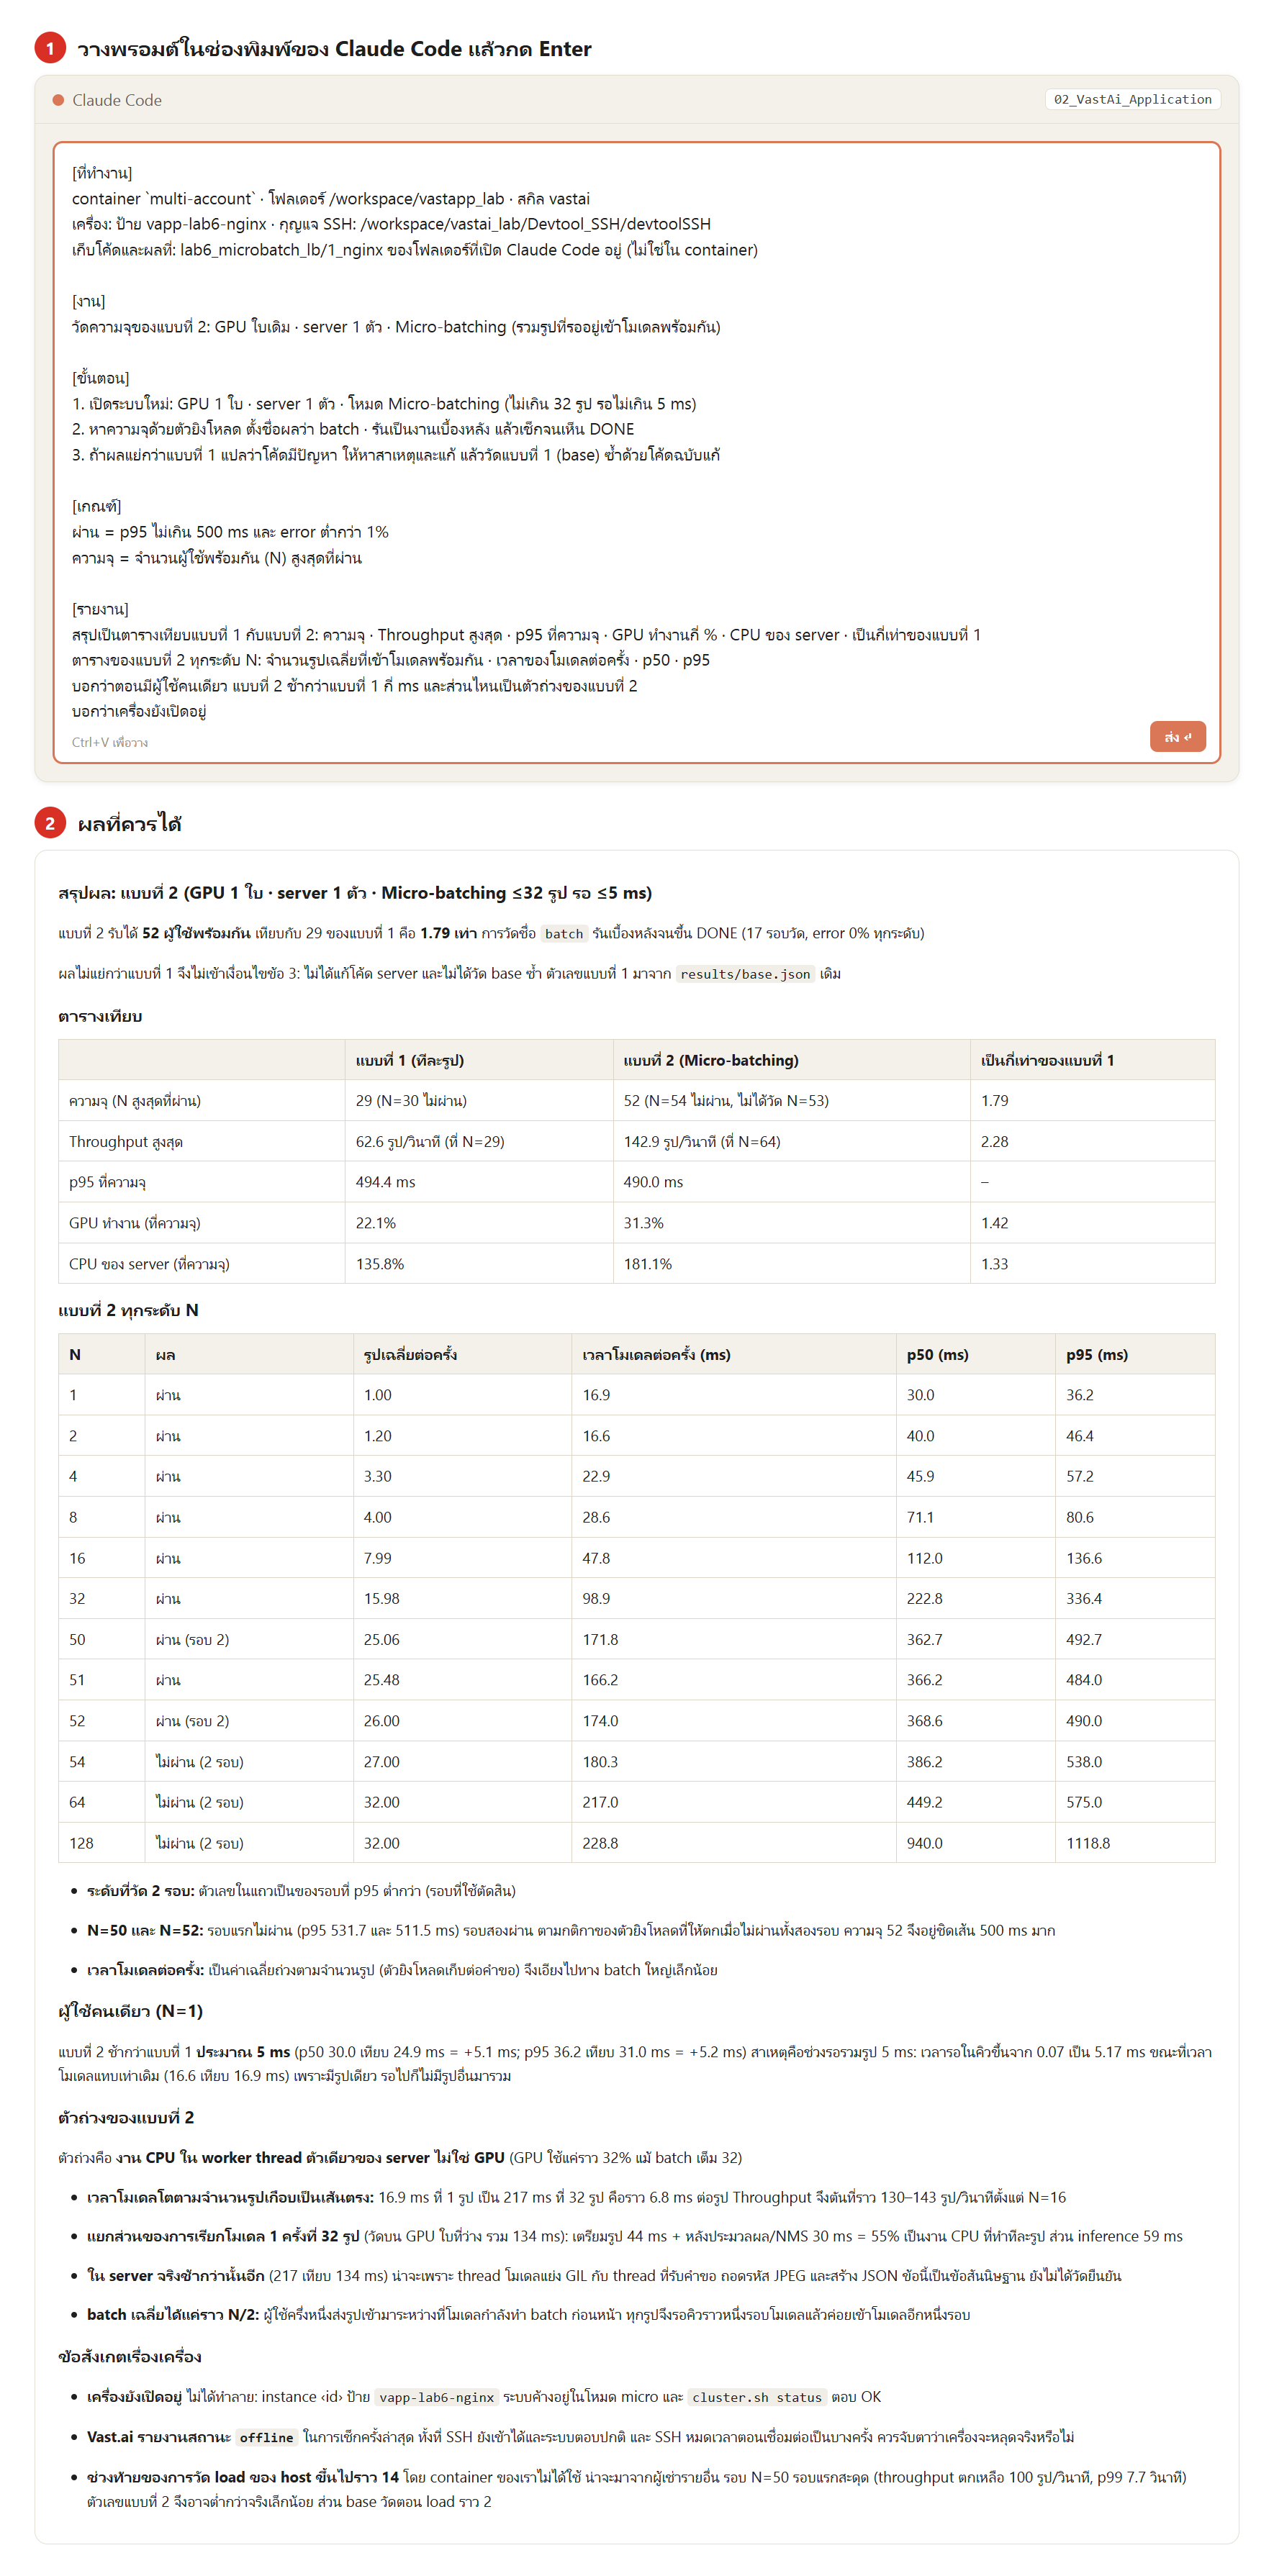 1 วางพรอมต์ในช่องพิมพ์ของ Claude Code แล้วกด Enter
Claude Code
02_VastAi_Application
[ที่ทำงาน]
container `multi-account` · โฟลเดอร์ /workspace/vastapp_lab · สกิล vastai
เครื่อง: ป้าย vapp-lab6-nginx · กุญแจ SSH: /workspace/vastai_lab/Devtool_SSH/devtoolSSH
เก็บโค้ดและผลที่: lab6_microbatch_lb/1_nginx ของโฟลเดอร์ที่เปิด Claude Code อยู่ (ไม่ใช่ใน container)
[งาน]
วัดความจุของแบบที่ 2: GPU ใบเดิม · server 1 ตัว · Micro-batching (รวมรูปที่รออยู่เข้าโมเดลพร้อมกัน)
[ขั้นตอน]
1. เปิดระบบใหม่: GPU 1 ใบ · server 1 ตัว · โหมด Micro-batching (ไม่เกิน 32 รูป รอไม่เกิน 5 ms)
2. หาความจุด้วยตัวยิงโหลด ตั้งชื่อผลว่า batch · รันเป็นงานเบื้องหลัง แล้วเช็กจนเห็น DONE
3. ถ้าผลแย่กว่าแบบที่ 1 แปลว่าโค้ดมีปัญหา ให้หาสาเหตุและแก้ แล้ววัดแบบที่ 1 (base) ซ้ำด้วยโค้ดฉบับแก้
[เกณฑ์]
ผ่าน = p95 ไม่เกิน 500 ms และ error ต่ำกว่า 1%
ความจุ = จำนวนผู้ใช้พร้อมกัน (N) สูงสุดที่ผ่าน
[รายงาน]
สรุปเป็นตารางเทียบแบบที่ 1 กับแบบที่ 2: ความจุ · Throughput สูงสุด · p95 ที่ความจุ · GPU ทำงานกี่ % · CPU ของ server · เป็นกี่เท่าของแบบที่ 1
ตารางของแบบที่ 2 ทุกระดับ N: จำนวนรูปเฉลี่ยที่เข้าโมเดลพร้อมกัน · เวลาของโมเดลต่อครั้ง · p50 · p95
บอกว่าตอนมีผู้ใช้คนเดียว แบบที่ 2 ช้ากว่าแบบที่ 1 กี่ ms และส่วนไหนเป็นตัวถ่วงของแบบที่ 2
บอกว่าเครื่องยังเปิดอยู่
Ctrl+V เพื่อวาง
ส่ง ↵
2 ผลที่ควรได้
สรุปผล: แบบที่ 2 (GPU 1 ใบ · server 1 ตัว · Micro-batching ≤32 รูป รอ ≤5 ms)
แบบที่ 2 รับได้ 52 ผู้ใช้พร้อมกัน เทียบกับ 29 ของแบบที่ 1 คือ 1.79 เท่า การวัดชื่อ batch รันเบื้องหลังจนขึ้น DONE (17 รอบวัด, error 0% ทุกระดับ)
ผลไม่แย่กว่าแบบที่ 1 จึงไม่เข้าเงื่อนไขข้อ 3: ไม่ได้แก้โค้ด server และไม่ได้วัด base ซ้ำ ตัวเลขแบบที่ 1 มาจาก results/base.json เดิม
ตารางเทียบ
แบบที่ 1 (ทีละรูป) แบบที่ 2 (Micro-batching) เป็นกี่เท่าของแบบที่ 1
ความจุ (N สูงสุดที่ผ่าน) 29 (N=30 ไม่ผ่าน) 52 (N=54 ไม่ผ่าน, ไม่ได้วัด N=53) 1.79
Throughput สูงสุด 62.6 รูป/วินาที (ที่ N=29) 142.9 รูป/วินาที (ที่ N=64) 2.28
p95 ที่ความจุ 494.4 ms 490.0 ms –
GPU ทำงาน (ที่ความจุ) 22.1% 31.3% 1.42
CPU ของ server (ที่ความจุ) 135.8% 181.1% 1.33
แบบที่ 2 ทุกระดับ N
N ผล รูปเฉลี่ยต่อครั้ง เวลาโมเดลต่อครั้ง (ms) p50 (ms) p95 (ms)
1 ผ่าน 1.00 16.9 30.0 36.2
2 ผ่าน 1.20 16.6 40.0 46.4
4 ผ่าน 3.30 22.9 45.9 57.2
8 ผ่าน 4.00 28.6 71.1 80.6
16 ผ่าน 7.99 47.8 112.0 136.6
32 ผ่าน 15.98 98.9 222.8 336.4
50 ผ่าน (รอบ 2) 25.06 171.8 362.7 492.7
51 ผ่าน 25.48 166.2 366.2 484.0
52 ผ่าน (รอบ 2) 26.00 174.0 368.6 490.0
54 ไม่ผ่าน (2 รอบ) 27.00 180.3 386.2 538.0
64 ไม่ผ่าน (2 รอบ) 32.00 217.0 449.2 575.0
128 ไม่ผ่าน (2 รอบ) 32.00 228.8 940.0 1118.8
• ระดับที่วัด 2 รอบ: ตัวเลขในแถวเป็นของรอบที่ p95 ต่ำกว่า (รอบที่ใช้ตัดสิน)
• N=50 และ N=52: รอบแรกไม่ผ่าน (p95 531.7 และ 511.5 ms) รอบสองผ่าน ตามกติกาของตัวยิงโหลดที่ให้ตกเมื่อไม่ผ่านทั้งสองรอบ ความจุ 52 จึงอยู่ชิดเส้น 500 ms มาก
• เวลาโมเดลต่อครั้ง: เป็นค่าเฉลี่ยถ่วงตามจำนวนรูป (ตัวยิงโหลดเก็บต่อคำขอ) จึงเอียงไปทาง batch ใหญ่เล็กน้อย
ผู้ใช้คนเดียว (N=1)
แบบที่ 2 ช้ากว่าแบบที่ 1 ประมาณ 5 ms (p50 30.0 เทียบ 24.9 ms = +5.1 ms; p95 36.2 เทียบ 31.0 ms = +5.2 ms) สาเหตุคือช่วงรอรวมรูป 5 ms: เวลารอในคิวขึ้นจาก 0.07 เป็น 5.17 ms ขณะที่เวลา
โมเดลแทบเท่าเดิม (16.6 เทียบ 16.9 ms) เพราะมีรูปเดียว รอไปก็ไม่มีรูปอื่นมารวม
ตัวถ่วงของแบบที่ 2
ตัวถ่วงคือ งาน CPU ใน worker thread ตัวเดียวของ server ไม่ใช่ GPU (GPU ใช้แค่ราว 32% แม้ batch เต็ม 32)
• เวลาโมเดลโตตามจำนวนรูปเกือบเป็นเส้นตรง: 16.9 ms ที่ 1 รูป เป็น 217 ms ที่ 32 รูป คือราว 6.8 ms ต่อรูป Throughput จึงตันที่ราว 130–143 รูป/วินาทีตั้งแต่ N=16
• แยกส่วนของการเรียกโมเดล 1 ครั้งที่ 32 รูป (วัดบน GPU ใบที่ว่าง รวม 134 ms): เตรียมรูป 44 ms + หลังประมวลผล/NMS 30 ms = 55% เป็นงาน CPU ที่ทำทีละรูป ส่วน inference 59 ms
• ใน server จริงช้ากว่านั้นอีก (217 เทียบ 134 ms) น่าจะเพราะ thread โมเดลแย่ง GIL กับ thread ที่รับคำขอ ถอดรหัส JPEG และสร้าง JSON ข้อนี้เป็นข้อสันนิษฐาน ยังไม่ได้วัดยืนยัน
• batch เฉลี่ยได้แค่ราว N/2: ผู้ใช้ครึ่งหนึ่งส่งรูปเข้ามาระหว่างที่โมเดลกำลังทำ batch ก่อนหน้า ทุกรูปจึงรอคิวราวหนึ่งรอบโมเดลแล้วค่อยเข้าโมเดลอีกหนึ่งรอบ
ข้อสังเกตเรื่องเครื่อง
• เครื่องยังเปิดอยู่ ไม่ได้ทำลาย: instance ‹id› ป้าย vapp-lab6-nginx ระบบค้างอยู่ในโหมด micro และ cluster.sh status ตอบ OK
• Vast.ai รายงานสถานะ offline ในการเช็กครั้งล่าสุด ทั้งที่ SSH ยังเข้าได้และระบบตอบปกติ และ SSH หมดเวลาตอนเชื่อมต่อเป็นบางครั้ง ควรจับตาว่าเครื่องจะหลุดจริงหรือไม่
• ช่วงท้ายของการวัด load ของ host ขึ้นไปราว 14 โดย container ของเราไม่ได้ใช้ น่าจะมาจากผู้เช่ารายอื่น รอบ N=50 รอบแรกสะดุด (throughput ตกเหลือ 100 รูป/วินาที, p99 7.7 วินาที)
ตัวเลขแบบที่ 2 จึงอาจต่ำกว่าจริงเล็กน้อย ส่วน base วัดตอน load ราว 2